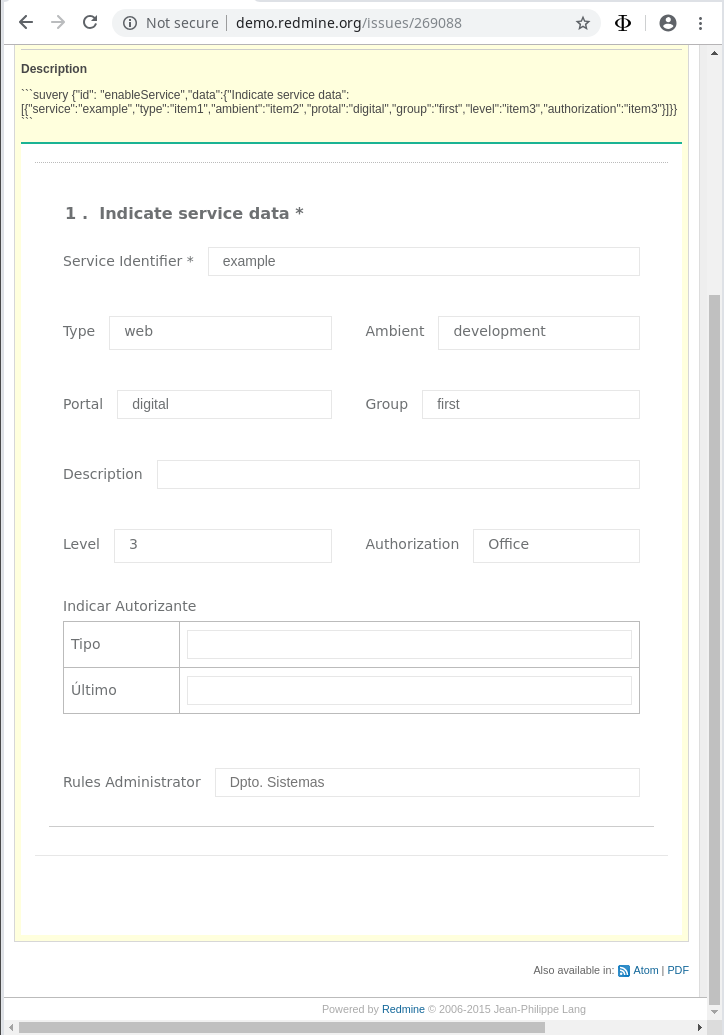 Not secure | demo.redmine.org/issues/269088
Description
```suvery {"id": "enableService","data":{"Indicate service data":
[{"service":"example","type":"item1","ambient":"item2","protal":"digital","group":"first","level":"item3","authorization":"item3"}]}}
```
1 . Indicate service data *
Service Identifier * example
Type web Ambient development
Portal digital Group first
Description
Level 3 Authorization Office
Indicar Autorizante
Tipo
Último
Rules Administrator Dpto. Sistemas
Also available in: Atom | PDF
Powered by Redmine © 2006-2015 Jean-Philippe Lang